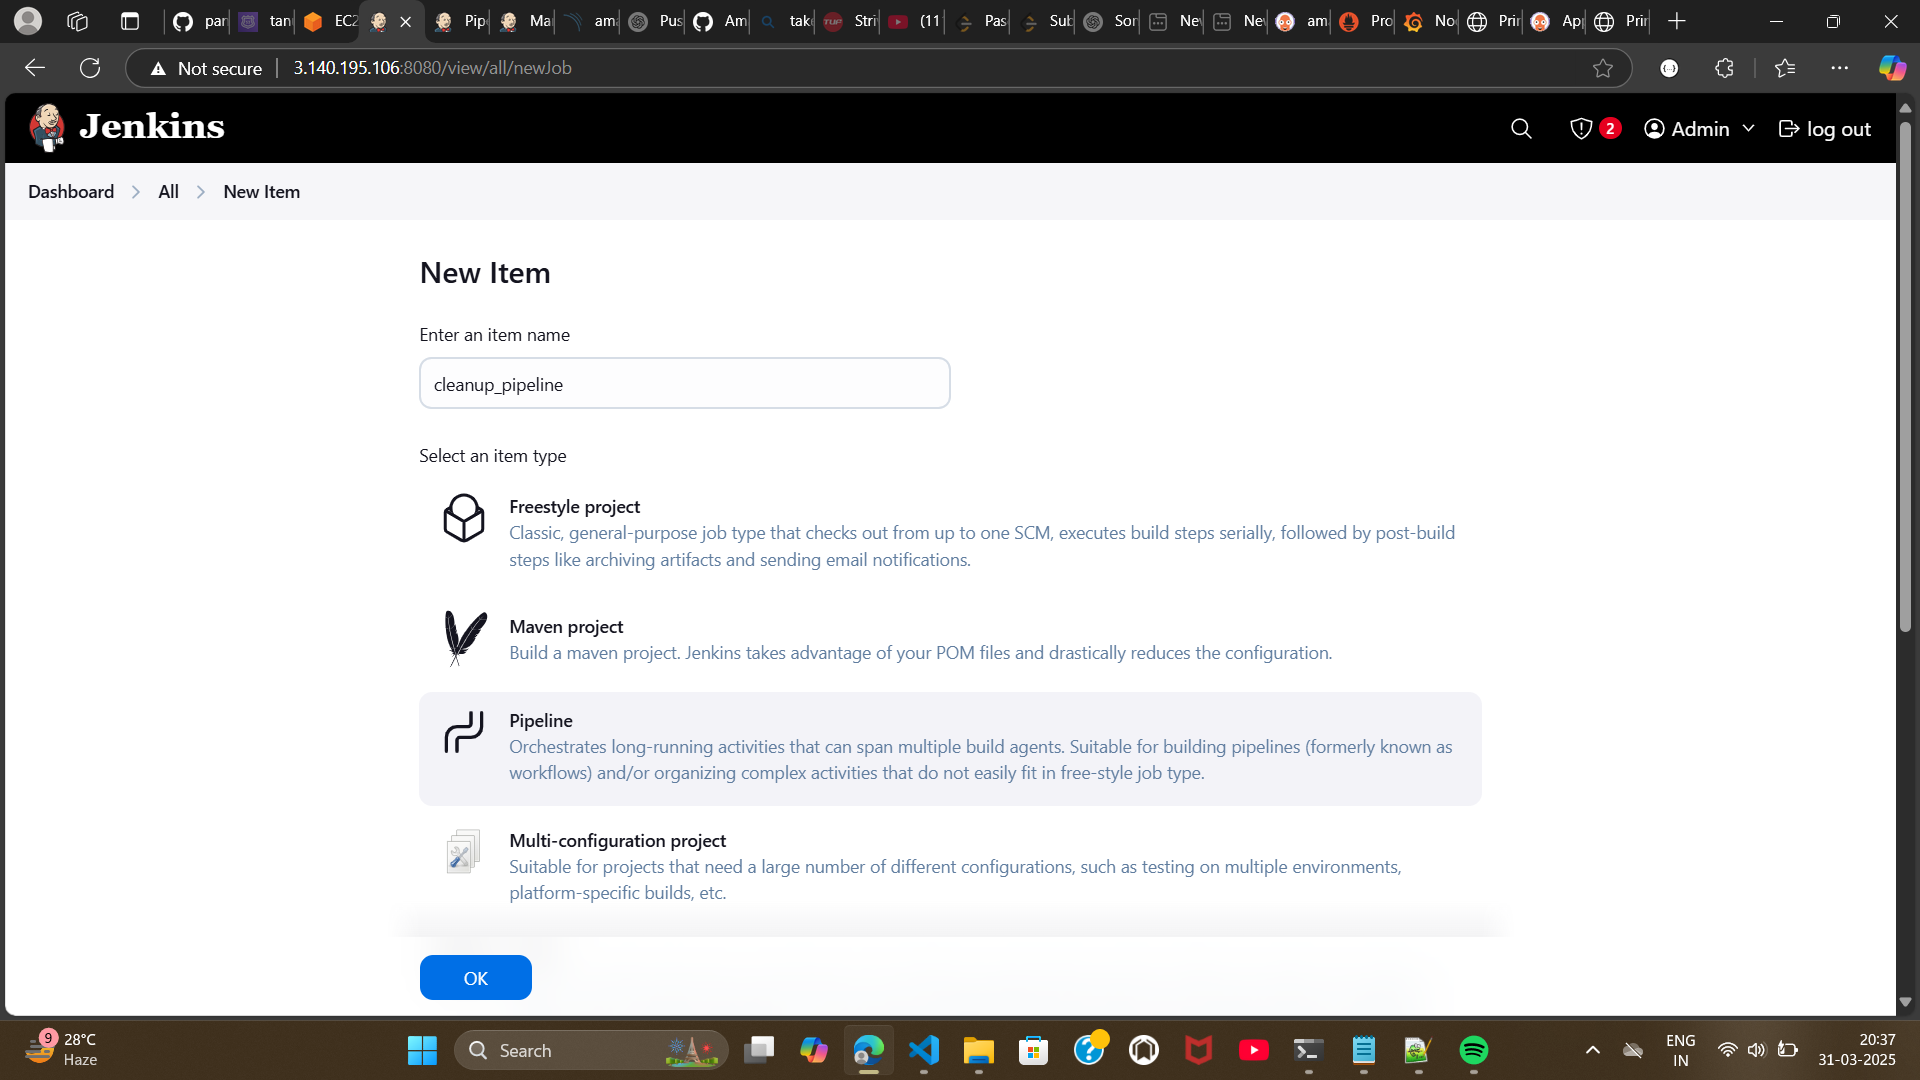 par
tan
EC2
Pip
Ma
ama
Pus
Am
take
TUF
Stri
(11
Pas
Sub
Sor
Nev
Nev
am
Pro
No
Prin
Ap
Prin
Not secure
3.140.195.106:8080/view/all/newJob
Jenkins
2
Admin
log out
Dashboard
All
New Item
New Item
Enter an item name
cleanup_pipeline
Select an item type
Freestyle project
Classic, general-purpose job type that checks out from up to one SCM, executes build steps serially, followed by post-build
steps like archiving artifacts and sending email notifications.
Maven project
Build a maven project. Jenkins takes advantage of your POM files and drastically reduces the configuration.
Pipeline
Orchestrates long-running activities that can span multiple build agents. Suitable for building pipelines (formerly known as
workflows) and/or organizing complex activities that do not easily fit in free-style job type.
Multi-configuration project
Suitable for projects that need a large number of different configurations, such as testing on multiple environments,
platform-specific builds, etc.
OK
9
28°C
Haze
Search
ENG
IN
20:37
31-03-2025